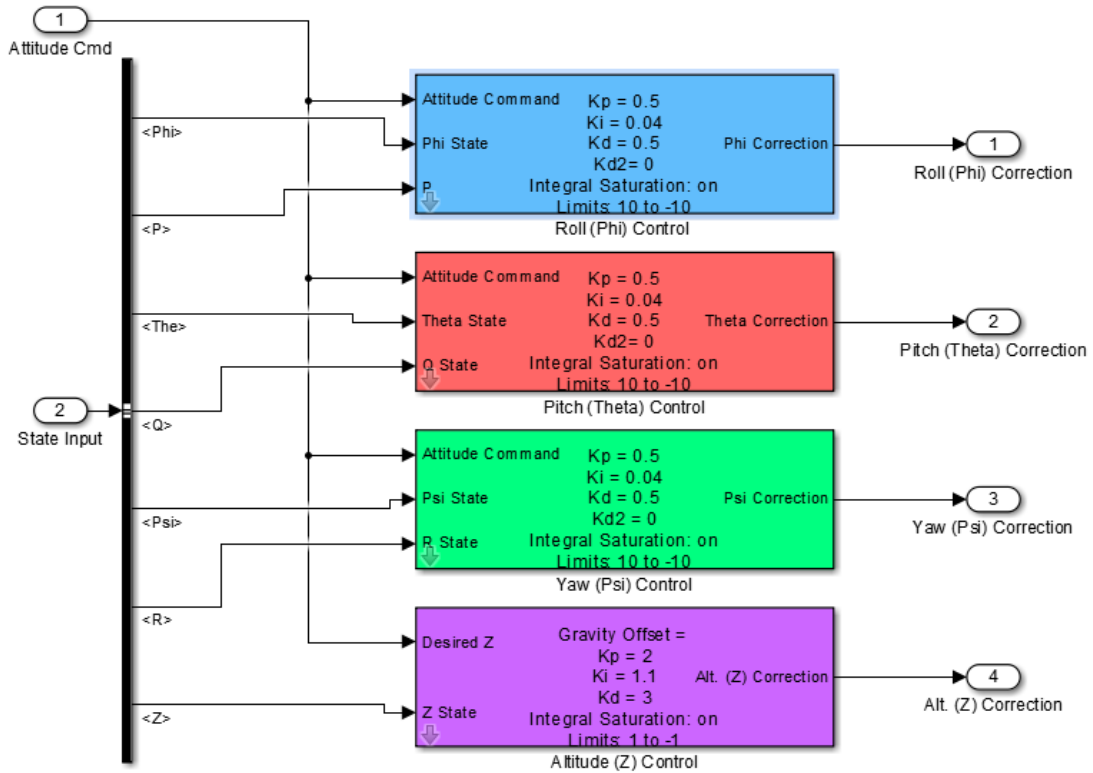 1
Attitude Cmd
<Phi>
<P>
<The>
2
State Input
<Q>
<Psi>
<R>
<Z>
Attitude Command
Phi State
P
Kp = 0.5
Ki = 0.04
Kd = 0.5
Kd2= 0
Integral Saturation: on
Limits: 10 to -10
Phi Correction
Roll (Phi) Control
1
Roll (Phi) Correction
Attitude Command
Theta State
Q State
Kp = 0.5
Ki = 0.04
Kd = 0.5
Kd2= 0
Integral Saturation: on
Limits: 10 to -10
Theta Correction
Pitch (Theta) Control
2
Pitch (Theta) Correction
Attitude Command
Psi State
R State
Kp = 0.5
Ki = 0.04
Kd = 0.5
Kd2 = 0
Integral Saturation: on
Limits: 10 to -10
Psi Correction
Yaw (Psi) Control
3
Yaw (Psi) Correction
Desired Z
Z State
Gravity Offset =
Kp = 2
Ki = 1.1
Kd = 3
Integral Saturation: on
Limits: 1 to -1
Alt. (Z) Correction
Altitude (Z) Control
4
Alt. (Z) Correction